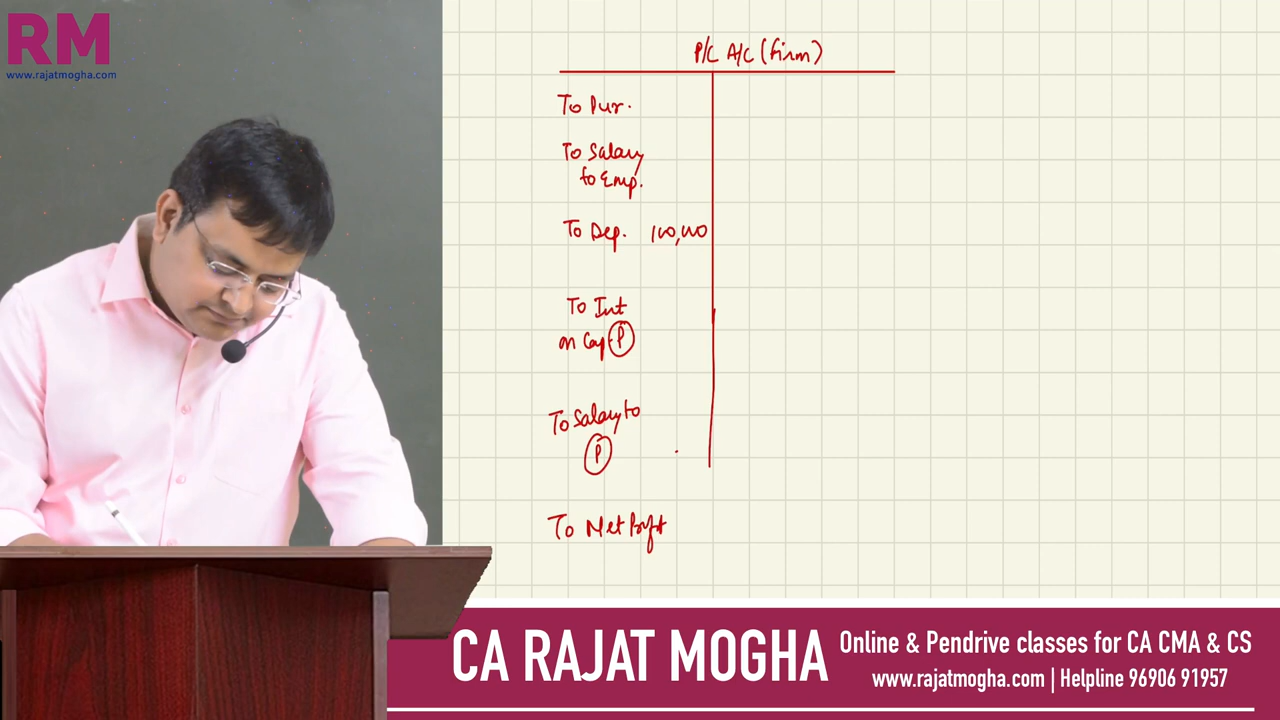 RM
www.rajatmogha.com
P/L A/C (Firm)
To Pur.
To Salary
to Emp.
To Dep. 100,000
To Int
on Cap. P
To Salary to
P
To Net Profit
CA RAJAT MOGHA
Online & Pendrive classes for CA CMA & CS
www.rajatmogha.com | Helpline 96906 91957